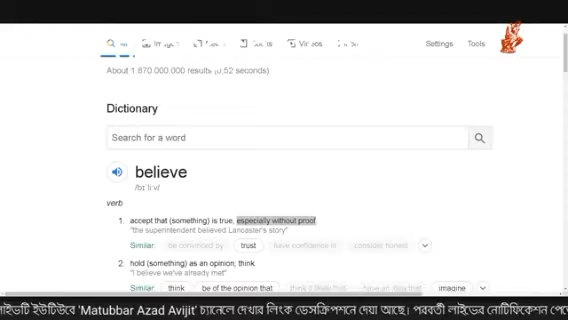 Settings Tools
About 1.870.000.000 results (0,52 seconds)
Dictionary
Search for a word
believe
/bɪˈliːv/
verb
1. accept that (something) is true, especially without proof.
"the superintendent believed Lancaster's story"
Similar: be convinced by trust have confidence in consider honest
2. hold (something) as an opinion; think.
"I believe we've already met"
Similar: think be of the opinion that think it likely that have an idea that imagine
লাইভটি ইউটিউবে 'Matubbar Azad Avijit' চ্যানেলে দেখার লিংক ডেসক্রিপশনে দেয়া আছে। পরবর্তী লাইভের নোটিফিকেশন পেতে